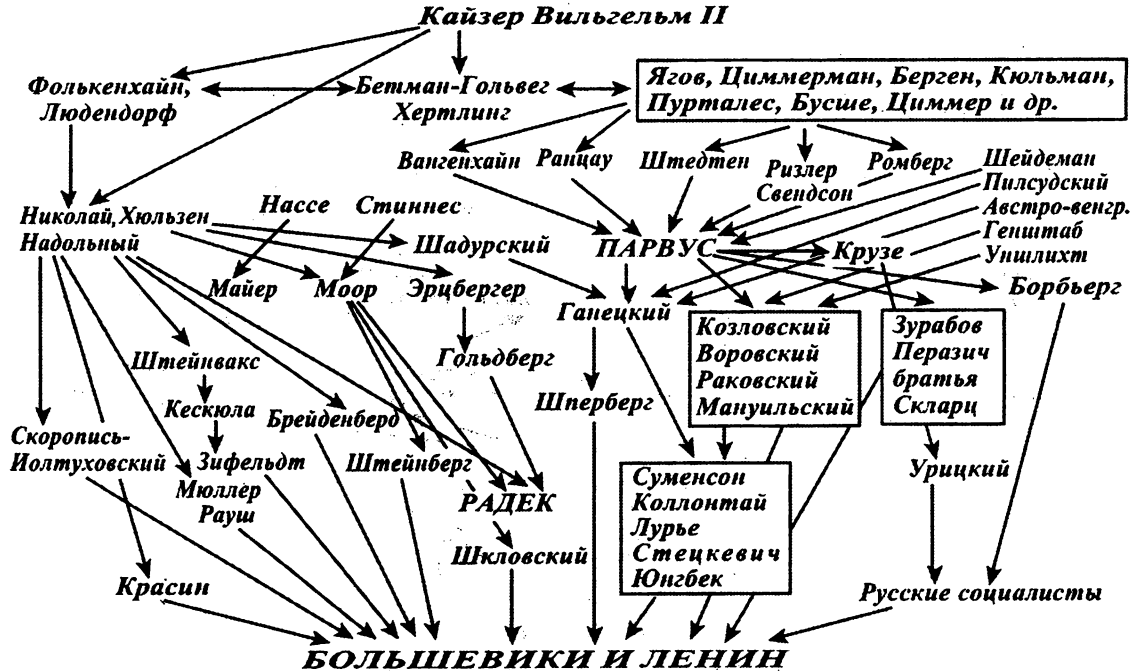 Кайзер Вильгельм II
Фолькенхайн,
Людендорф
Бетман-Гольвег
Хертлинг
Ягов, Циммерман, Берген, Кюльман,
Пурталес, Бусше, Циммер и др.
Вангенхайн
Ранцау
Штедтен
Ризлер
Свендсон
Ромберг
Шейдеман
Пилсудский
Австро-венгр.
Генштаб
Уншлихт
Николай, Хюльзен
Надольный
Нассе
Стиннес
Шадурский
ПАРВУС
Крузе
Майер
Моор
Эрцбергер
Ганецкий
Борбьерг
Козловский
Воровский
Раковский
Мануильский
Зурабов
Перазич
братья
Скларц
Штейнвакс
Гольдберг
Кескюла
Брейденберд
Шперберг
Скоропись-
Иолтуховский
Зифельдт
Мюллер
Рауш
Штейнберг
РАДЕК
Суменсон
Коллонтай
Лурье
Стецкевич
Юнгбек
Урицкий
Шкловский
Красин
Русские социалисты
БОЛЬШЕВИКИ И ЛЕНИН